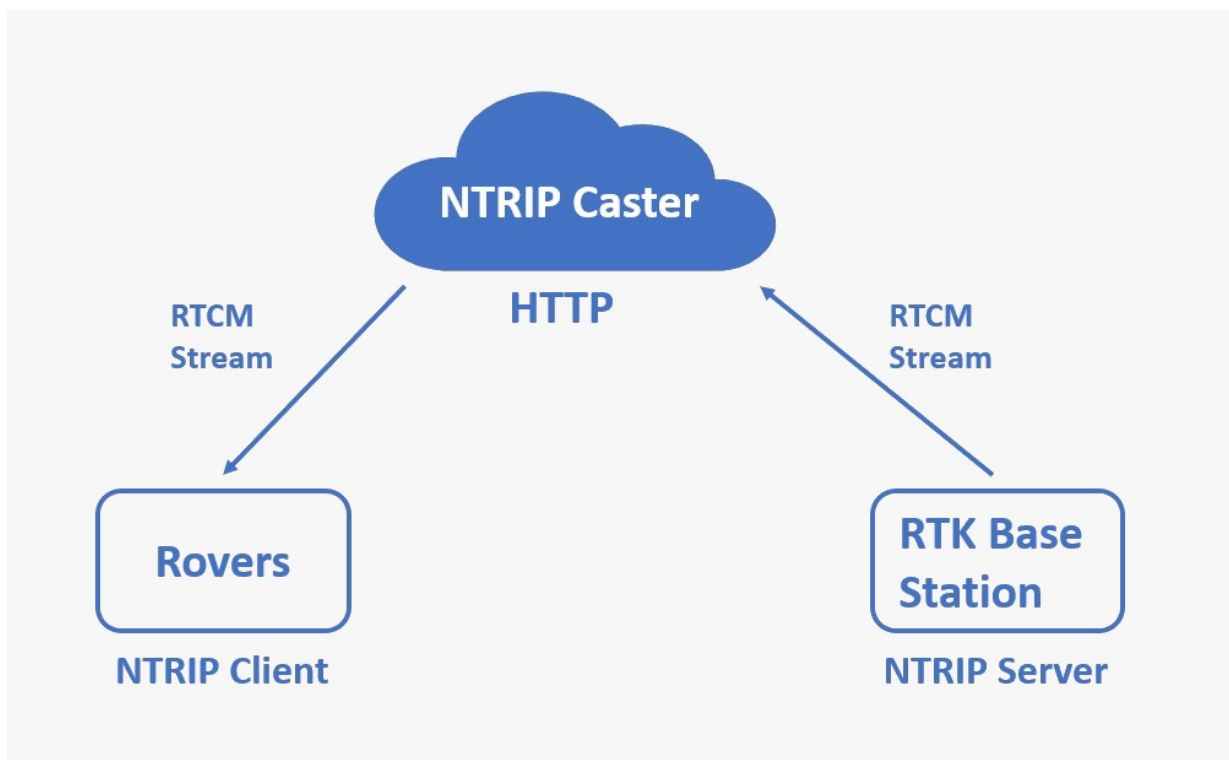 NTRIP Caster
HTTP
RTCM
Stream
RTCM
Stream
Rovers
NTRIP Client
RTK Base
Station
NTRIP Server